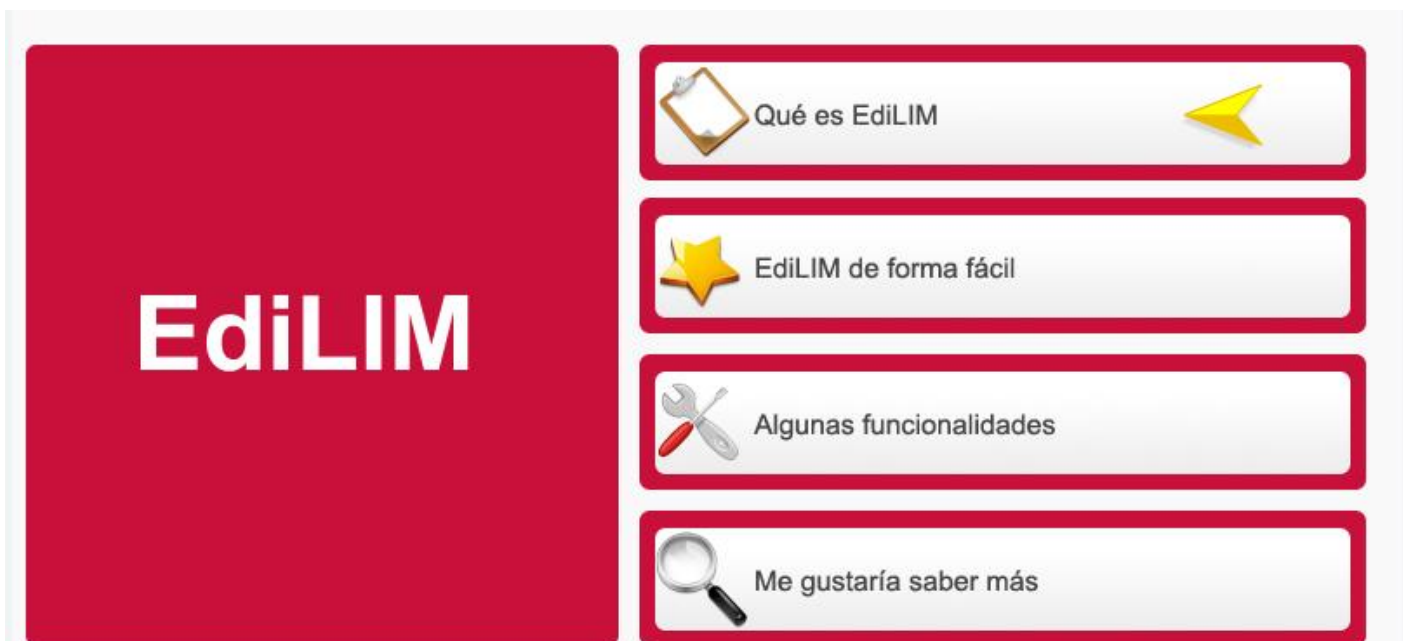 EdiLIM
Qué es EdiLIM
EdiLIM de forma fácil
Algunas funcionalidades
Me gustaría saber más